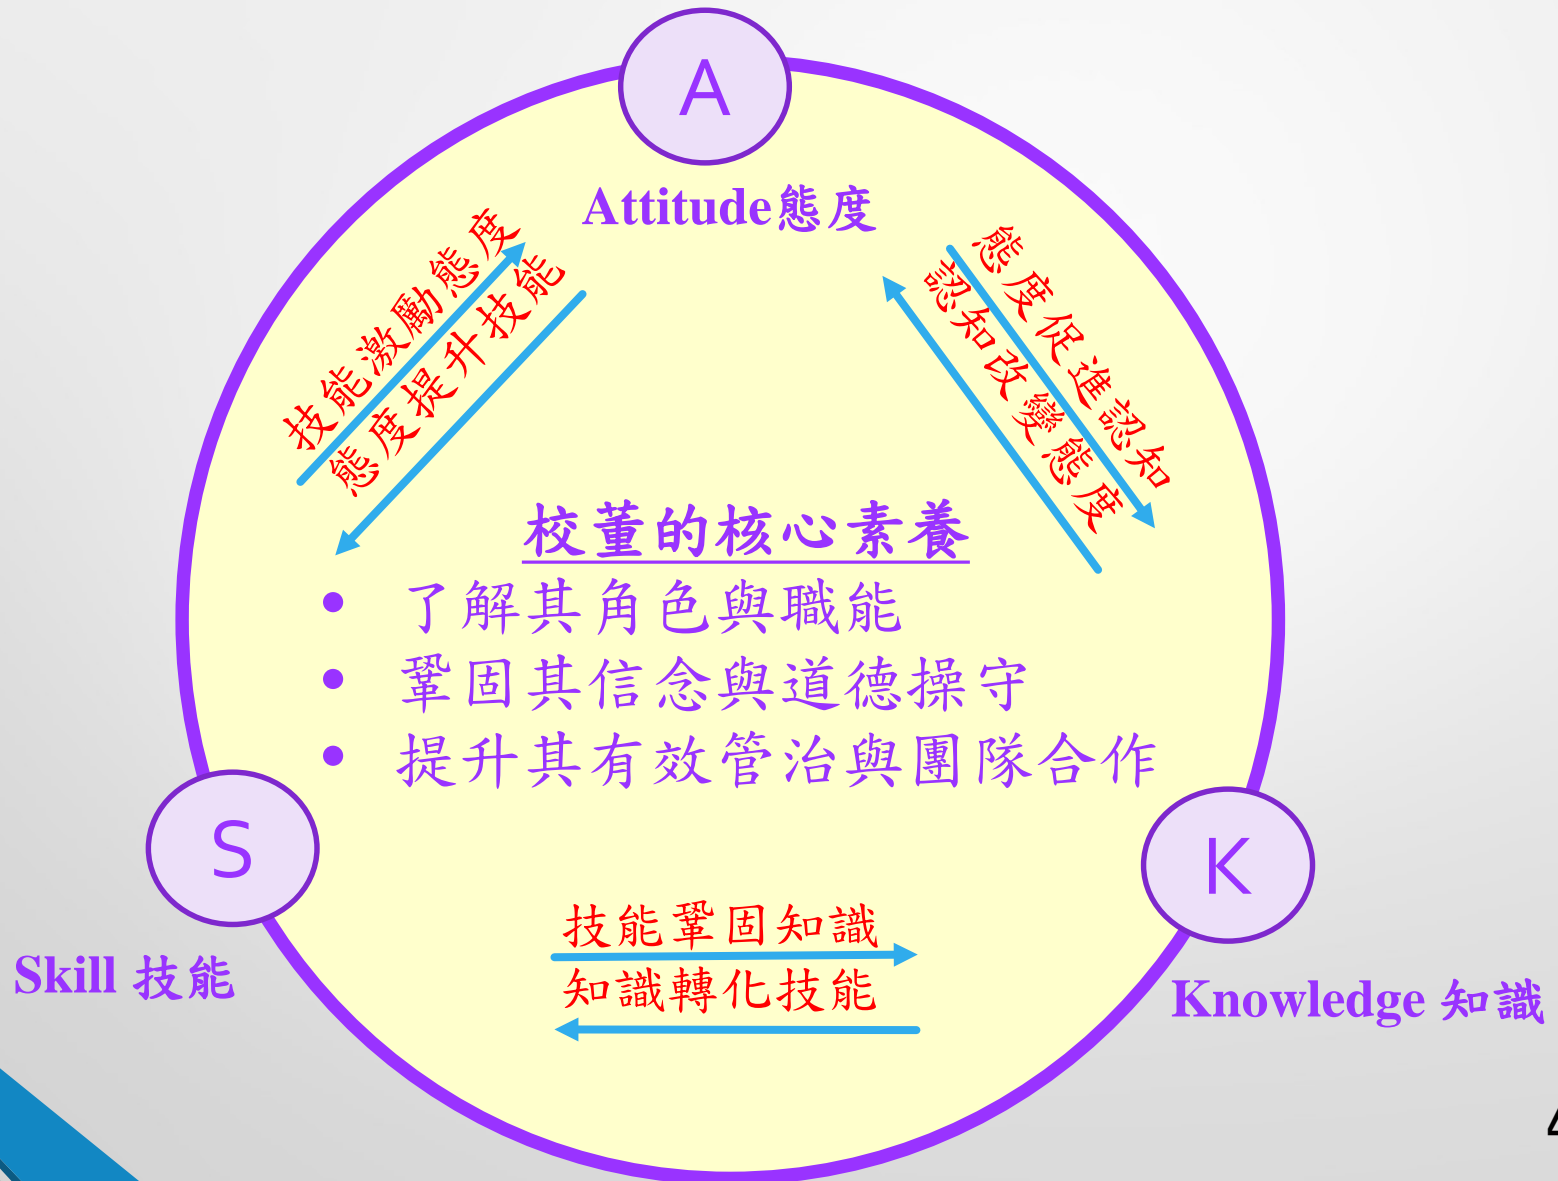 A
Attitude態度
技能激勵態度
態度提升技能
態度促進認知
認知改變態度
校董的核心素養
• 了解其角色與職能
• 鞏固其信念與道德操守
• 提升其有效管治與團隊合作
S
K
技能鞏固知識
知識轉化技能
Skill 技能
Knowledge 知識